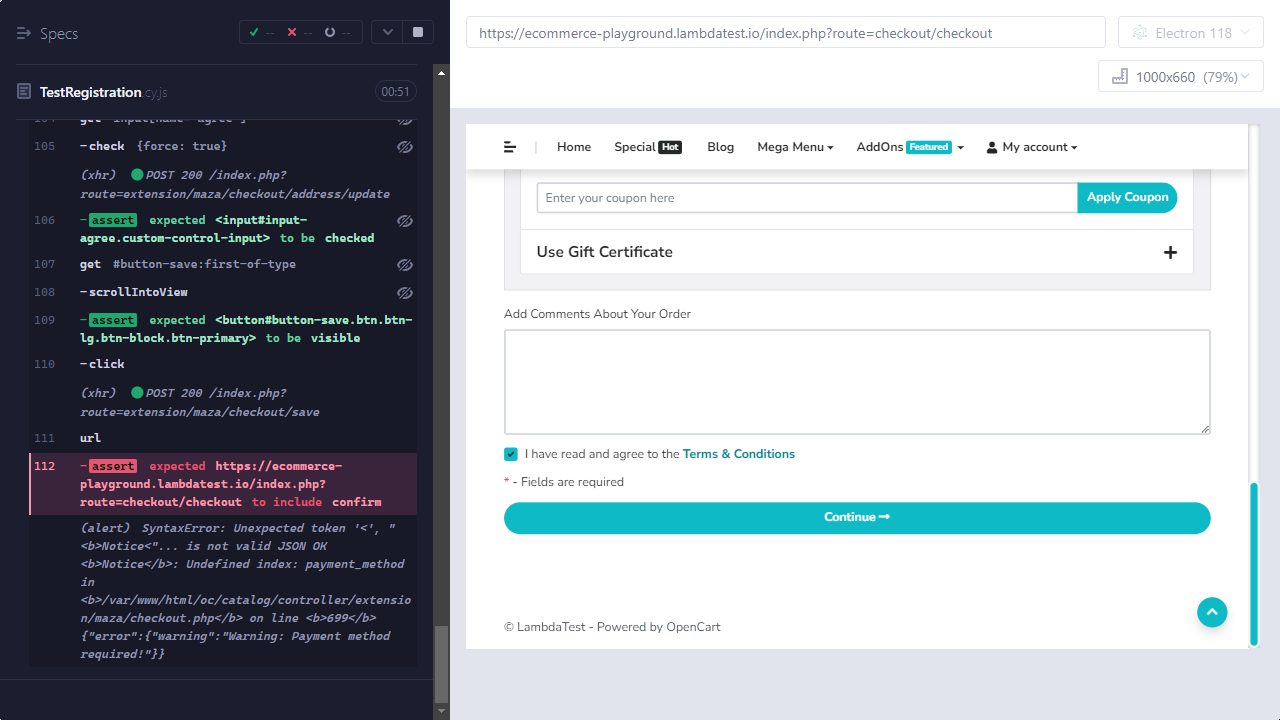 Specs
--
--
--
TestRegistration.cy.js
00:51
104 get input[name="agree"]
105 -check {force: true}
(xhr) POST 200 /index.php?
route=extension/maza/checkout/address/update
106 -assert expected <input#input-
agree.custom-control-input> to be checked
107 get #button-save:first-of-type
108 -scrollIntoView
109 -assert expected <button#button-save.btn.btn-
lg.btn-block.btn-primary> to be visible
110 -click
(xhr) POST 200 /index.php?
route=extension/maza/checkout/save
111 url
112 -assert expected https://ecommerce-
playground.lambdatest.io/index.php?
route=checkout/checkout to include confirm
(alert) SyntaxError: Unexpected token '<', "
<b>Notice<"... is not valid JSON OK
<b>Notice</b>: Undefined index: payment_method
in
<b>/var/www/html/oc/catalog/controller/extensio
n/maza/checkout.php</b> on line <b>699</b>
{"error":{"warning":"Warning: Payment method
required!"}}
https://ecommerce-playground.lambdatest.io/index.php?route=checkout/checkout
Electron 118
1000x660 (79%)
Home Special Hot Blog Mega Menu AddOns Featured My account
Enter your coupon here
Apply Coupon
Use Gift Certificate
Add Comments About Your Order
I have read and agree to the Terms & Conditions
* - Fields are required
Continue
© LambdaTest - Powered By OpenCart